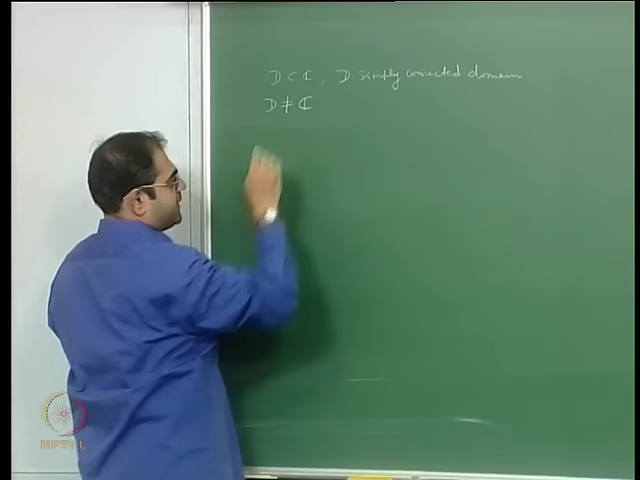 D ⊂ ℂ, D simply connected domain
D ≠ ℂ
NPTEL